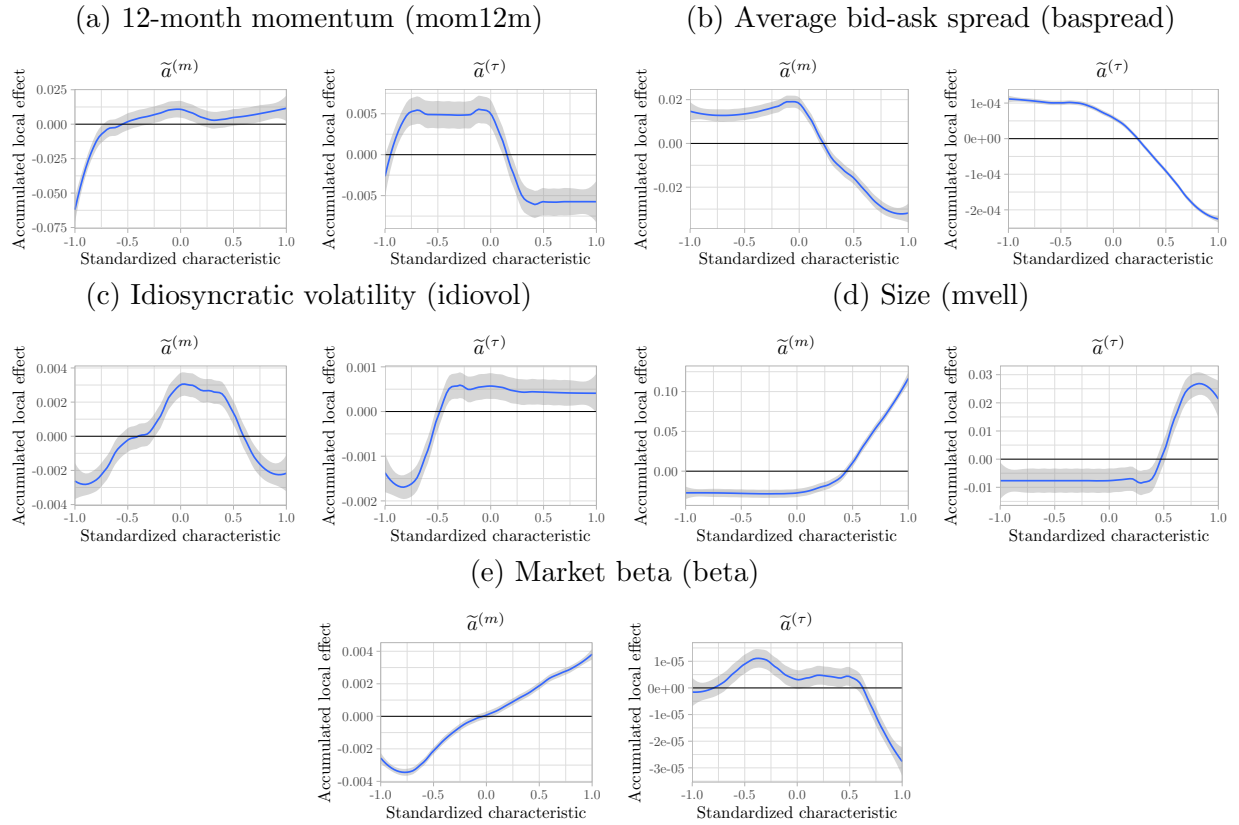 (a) 12-month momentum (mom12m)
(b) Average bid-ask spread (baspread)
ã(m)
ã(τ)
ã(m)
ã(τ)
Accumulated local effect
0.025
0.000
-0.025
-0.050
-0.075
-1.0 -0.5 0.0 0.5 1.0
Standardized characteristic
Accumulated local effect
0.005
0.000
-0.005
-1.0 -0.5 0.0 0.5 1.0
Standardized characteristic
Accumulated local effect
0.02
0.00
-0.02
-1.0 -0.5 0.0 0.5 1.0
Standardized characteristic
Accumulated local effect
1e-04
0e+00
-1e-04
-2e-04
-1.0 -0.5 0.0 0.5 1.0
Standardized characteristic
(c) Idiosyncratic volatility (idiovol)
(d) Size (mvell)
ã(m)
ã(τ)
ã(m)
ã(τ)
Accumulated local effect
0.004
0.002
0.000
-0.002
-0.004
-1.0 -0.5 0.0 0.5 1.0
Standardized characteristic
Accumulated local effect
0.001
0.000
-0.001
-0.002
-1.0 -0.5 0.0 0.5 1.0
Standardized characteristic
Accumulated local effect
0.10
0.05
0.00
-1.0 -0.5 0.0 0.5 1.0
Standardized characteristic
Accumulated local effect
0.03
0.02
0.01
0.00
-0.01
-1.0 -0.5 0.0 0.5 1.0
Standardized characteristic
(e) Market beta (beta)
ã(m)
ã(τ)
Accumulated local effect
0.004
0.002
0.000
-0.002
-0.004
-1.0 -0.5 0.0 0.5 1.0
Standardized characteristic
Accumulated local effect
1e-05
0e+00
-1e-05
-2e-05
-3e-05
-1.0 -0.5 0.0 0.5 1.0
Standardized characteristic